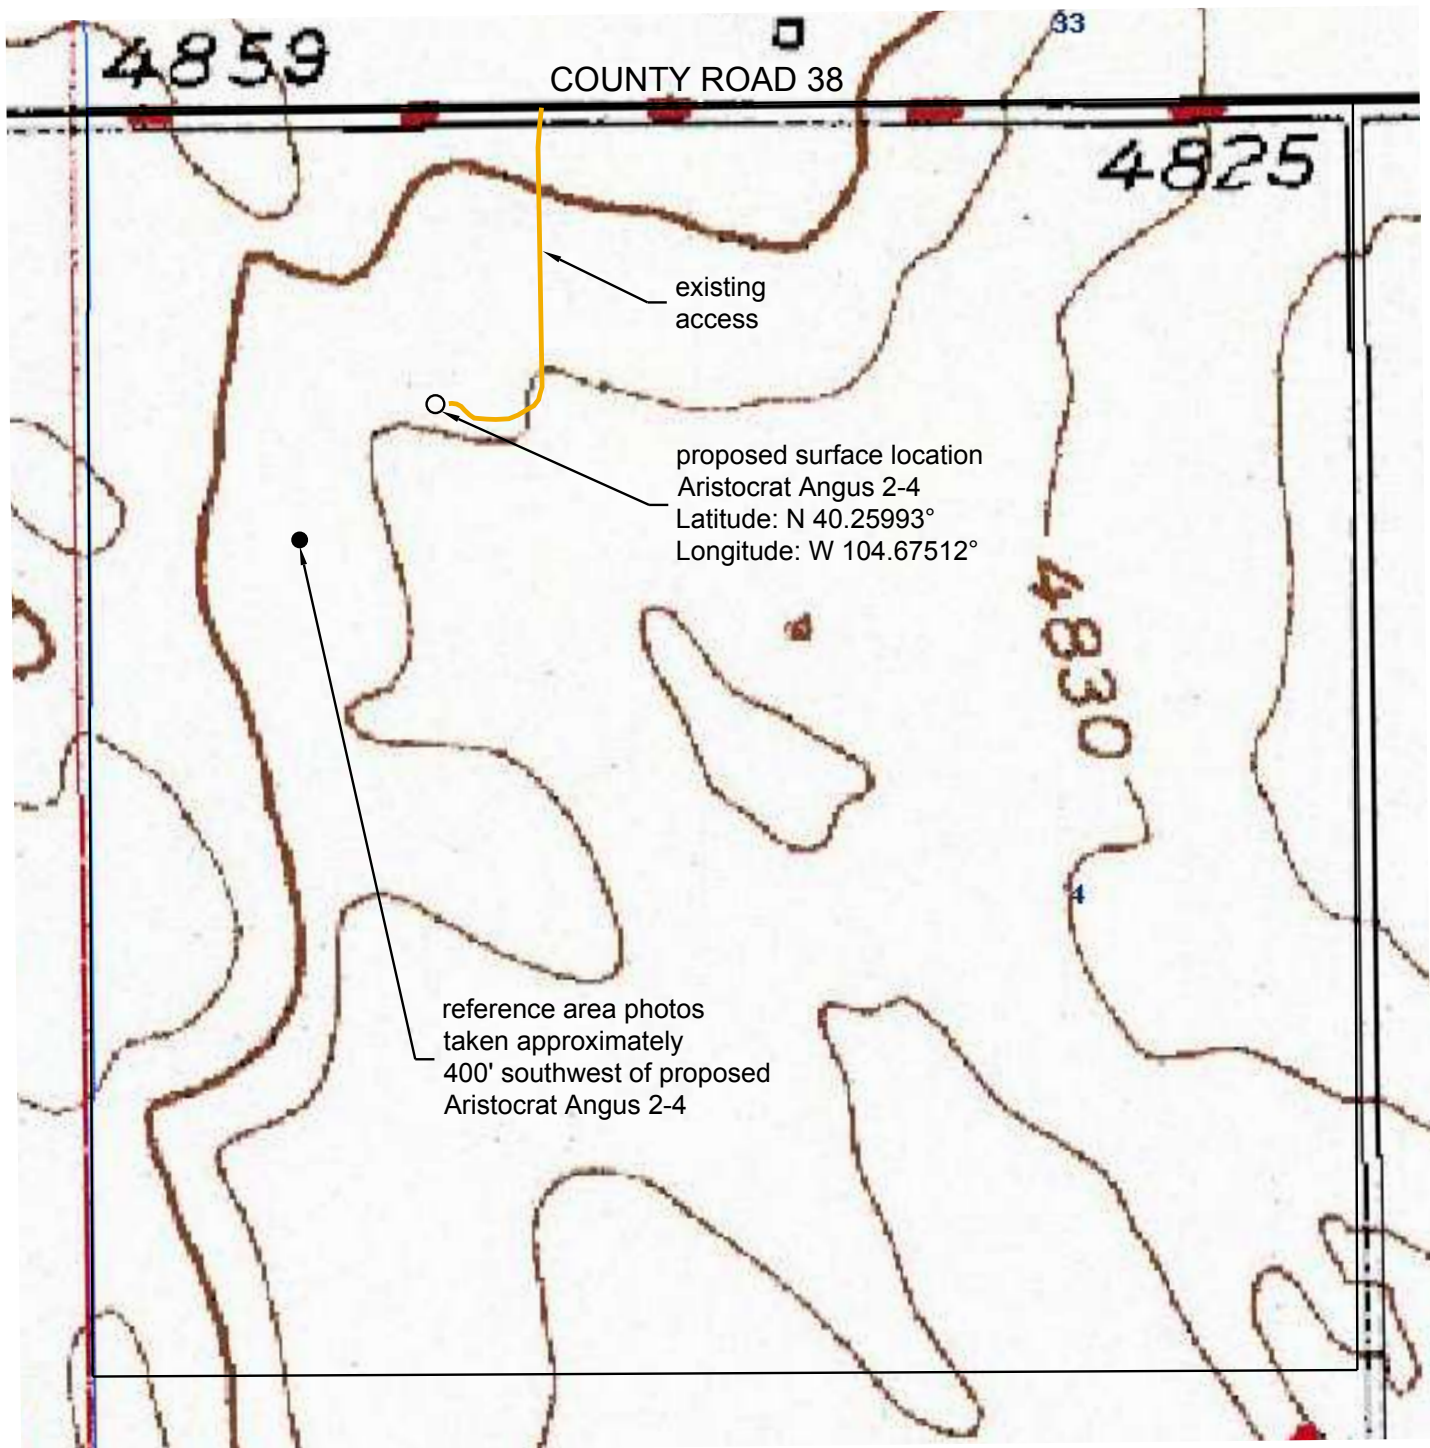 33
4859
COUNTY ROAD 38
4825
existing
access
proposed surface location
Aristocrat Angus 2-4
Latitude: N 40.25993°
Longitude: W 104.67512°
4830
4
reference area photos
taken approximately
400' southwest of proposed
Aristocrat Angus 2-4